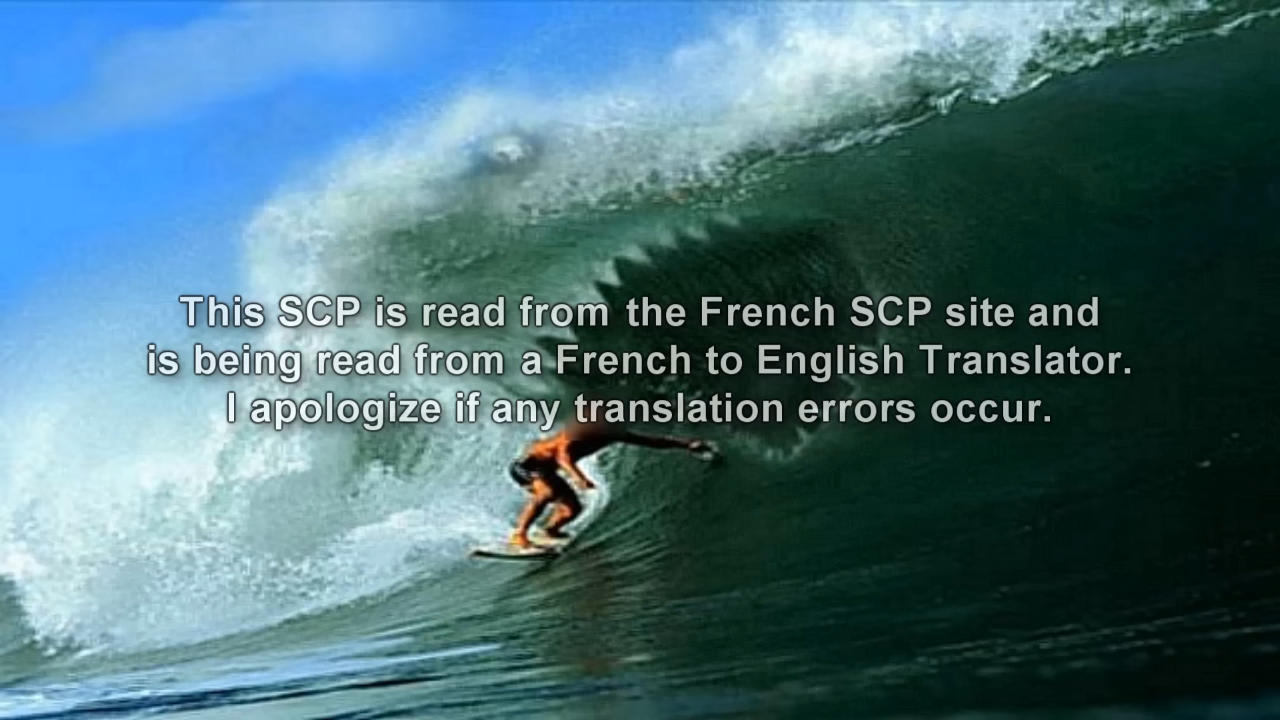 This SCP is read from the French SCP site and
is being read from a French to English Translator.
I apologize if any translation errors occur.